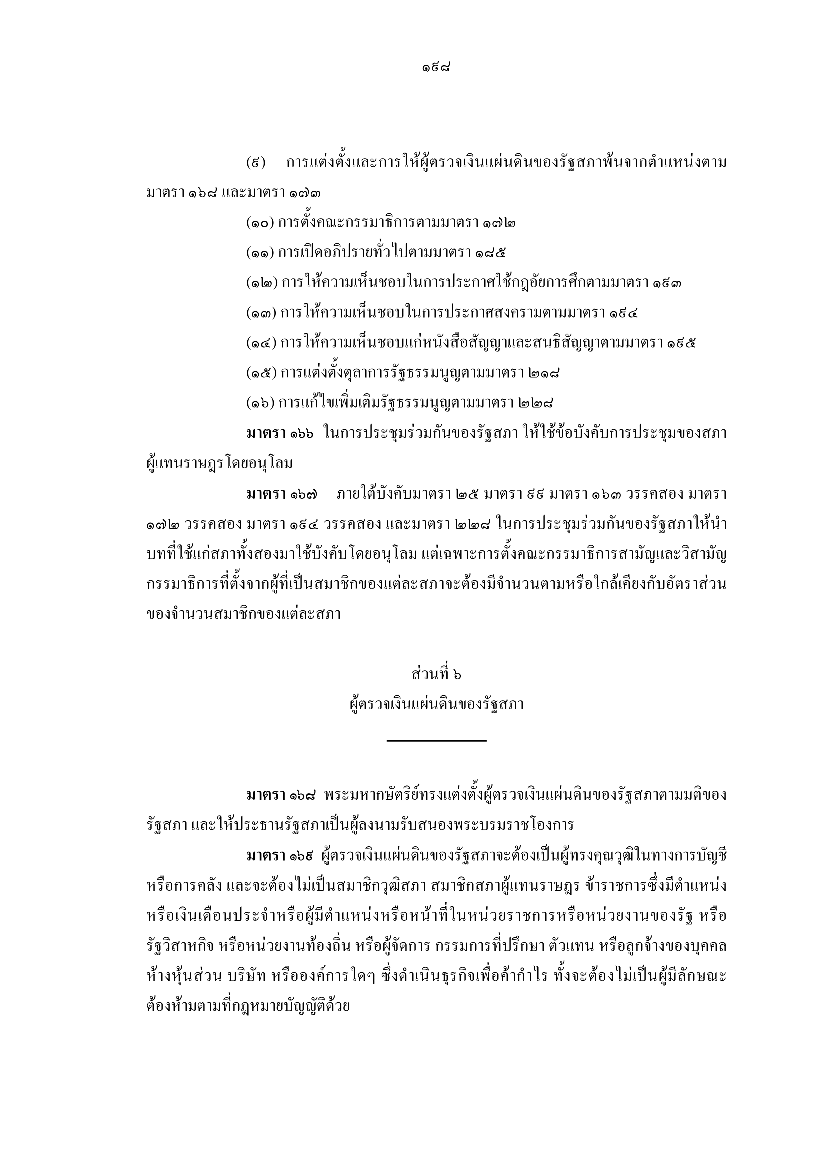 ๑๙๘
(๙) การแต่งตั้งและการให้ผู้ตรวจเงินแผ่นดินของรัฐสภาพ้นจากตำแหน่งตาม
มาตรา ๑๖๘ และมาตรา ๑๗๓
(๑๐) การตั้งคณะกรรมาธิการตามมาตรา ๑๗๒
(๑๑) การเปิดอภิปรายทั่วไปตามมาตรา ๑๘๕
(๑๒) การให้ความเห็นชอบในการประกาศใช้กฎอัยการศึกตามมาตรา ๑๙๓
(๑๓) การให้ความเห็นชอบในการประกาศสงครามตามมาตรา ๑๙๔
(๑๔) การให้ความเห็นชอบแก่หนังสือสัญญาและสนธิสัญญาตามมาตรา ๑๙๕
(๑๕) การแต่งตั้งตุลาการรัฐธรรมนูญตามมาตรา ๒๑๘
(๑๖) การแก้ไขเพิ่มเติมรัฐธรรมนูญตามมาตรา ๒๒๘
มาตรา ๑๖๖ ในการประชุมร่วมกันของรัฐสภา ให้ใช้ข้อบังคับการประชุมของสภา
ผู้แทนราษฎรโดยอนุโลม
มาตรา ๑๖๗ ภายใต้บังคับมาตรา ๒๕ มาตรา ๙๙ มาตรา ๑๖๓ วรรคสอง มาตรา
๑๗๒ วรรคสอง มาตรา ๑๙๔ วรรคสอง และมาตรา ๒๒๘ ในการประชุมร่วมกันของรัฐสภาให้นำ
บทที่ใช้แก่สภาทั้งสองมาใช้บังคับโดยอนุโลม แต่เฉพาะการตั้งคณะกรรมาธิการสามัญและวิสามัญ
กรรมาธิการที่ตั้งจากผู้ที่เป็นสมาชิกของแต่ละสภาจะต้องมีจำนวนตามหรือใกล้เคียงกับอัตราส่วน
ของจำนวนสมาชิกของแต่ละสภา
ส่วนที่ ๖
ผู้ตรวจเงินแผ่นดินของรัฐสภา
มาตรา ๑๖๘ พระมหากษัตริย์ทรงแต่งตั้งผู้ตรวจเงินแผ่นดินของรัฐสภาตามมติของ
รัฐสภา และให้ประธานรัฐสภาเป็นผู้ลงนามรับสนองพระบรมราชโองการ
มาตรา ๑๖๙ ผู้ตรวจเงินแผ่นดินของรัฐสภาจะต้องเป็นผู้ทรงคุณวุฒิในทางการบัญชี
หรือการคลัง และจะต้องไม่เป็นสมาชิกวุฒิสภา สมาชิกสภาผู้แทนราษฎร ข้าราชการซึ่งมีตำแหน่ง
หรือเงินเดือนประจำหรือผู้มีตำแหน่งหรือหน้าที่ในหน่วยราชการหรือหน่วยงานของรัฐ หรือ
รัฐวิสาหกิจ หรือหน่วยงานท้องถิ่น หรือผู้จัดการ กรรมการที่ปรึกษา ตัวแทน หรือลูกจ้างของบุคคล
ห้างหุ้นส่วน บริษัท หรือองค์การใดๆ ซึ่งดำเนินธุรกิจเพื่อค้ากำไร ทั้งจะต้องไม่เป็นผู้มีลักษณะ
ต้องห้ามตามที่กฎหมายบัญญัติด้วย